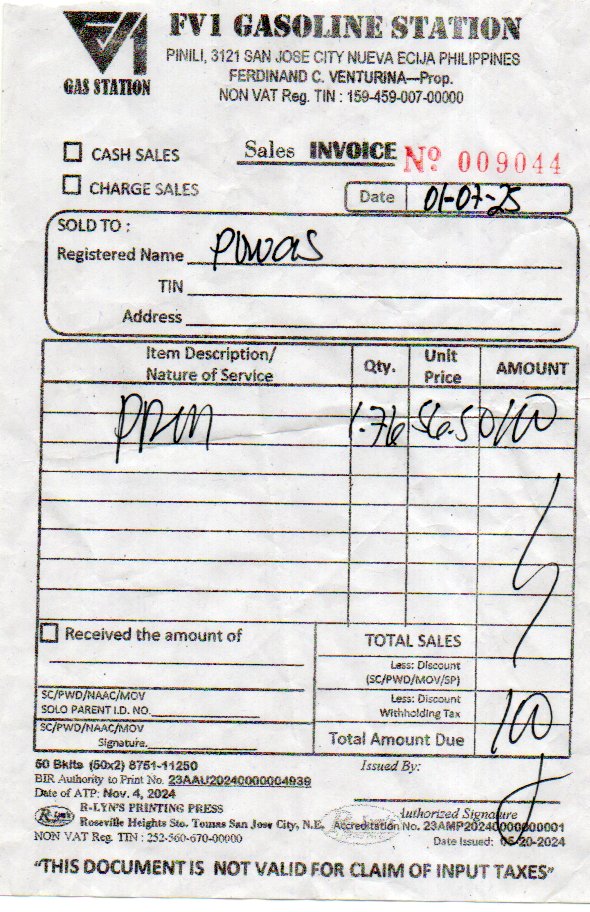 FV1 GASOLINE STATION
PINILI, 3121 SAN JOSE CITY NUEVA ECIJA PHILIPPINES
FERDINAND C. VENTURINA—Prop.
GAS STATION
NON VAT Reg. TIN : 159-459-007-00000
CASH SALES
Sales INVOICE Nº 009044
CHARGE SALES
Date 01-07-25
SOLD TO :
Registered Name
TIN
Address
Item Description/ Nature of Service Qty. Unit Price AMOUNT
1.76 56.50 100
Received the amount of
TOTAL SALES
Less: Discount
(SC/PWD/MOV/SP)
SC/PWD/NAAC/MOV
SOLO PARENT I.D. NO.
Less: Discount
Withholding Tax
SC/PWD/NAAC/MOV
Signature.
Total Amount Due 100
50 Bklts (50x2) 8751-11250
Issued By:
BIR Authority to Print No. 23AAU20240000004939
Date of ATP: Nov. 4, 2024
R-LYN'S PRINTING PRESS
Authorized Signature
Roseville Heights Sto. Tomas San Jose City, N.E.
Accreditation No. 23AMP20240000000001
NON VAT Reg. TIN : 252-560-670-00000
Date Issued: 05-20-2024
"THIS DOCUMENT IS NOT VALID FOR CLAIM OF INPUT TAXES"